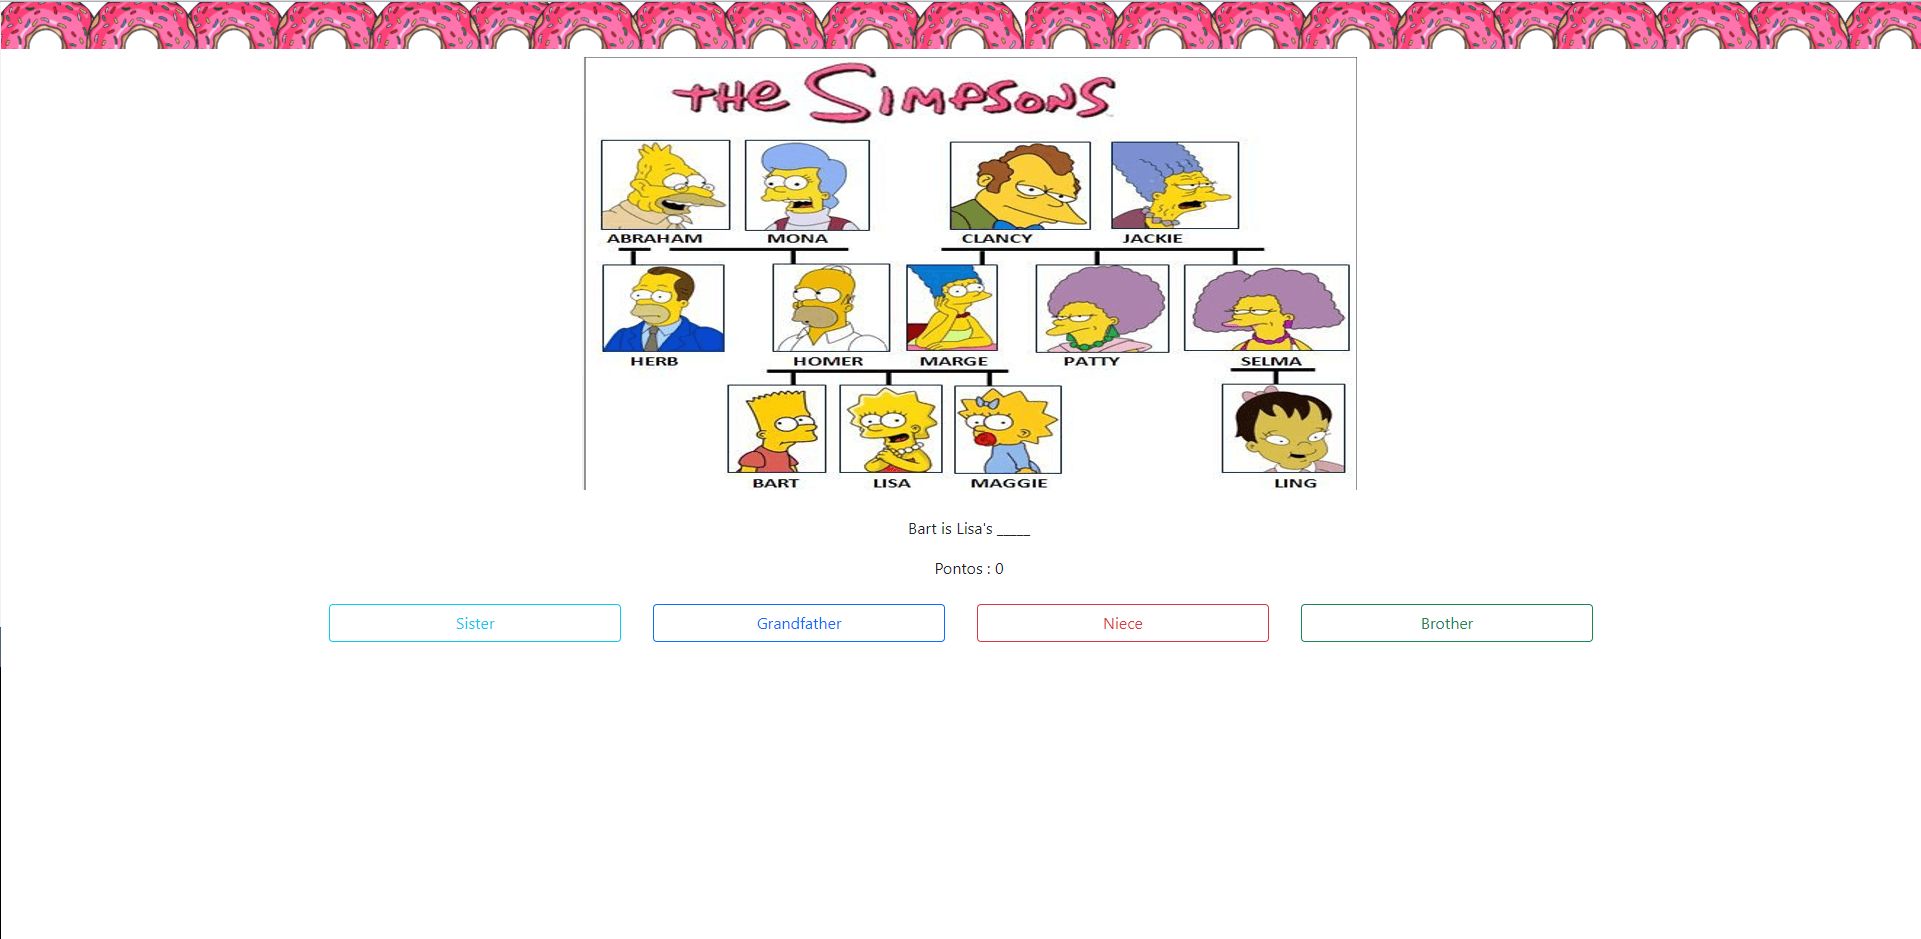 THE SIMPSONS
ABRAHAM MONA CLANCY JACKIE
HERB HOMER MARGE PATTY SELMA
BART LISA MAGGIE LING
Bart is Lisa's _____
Pontos : 0
Sister Grandfather Niece Brother